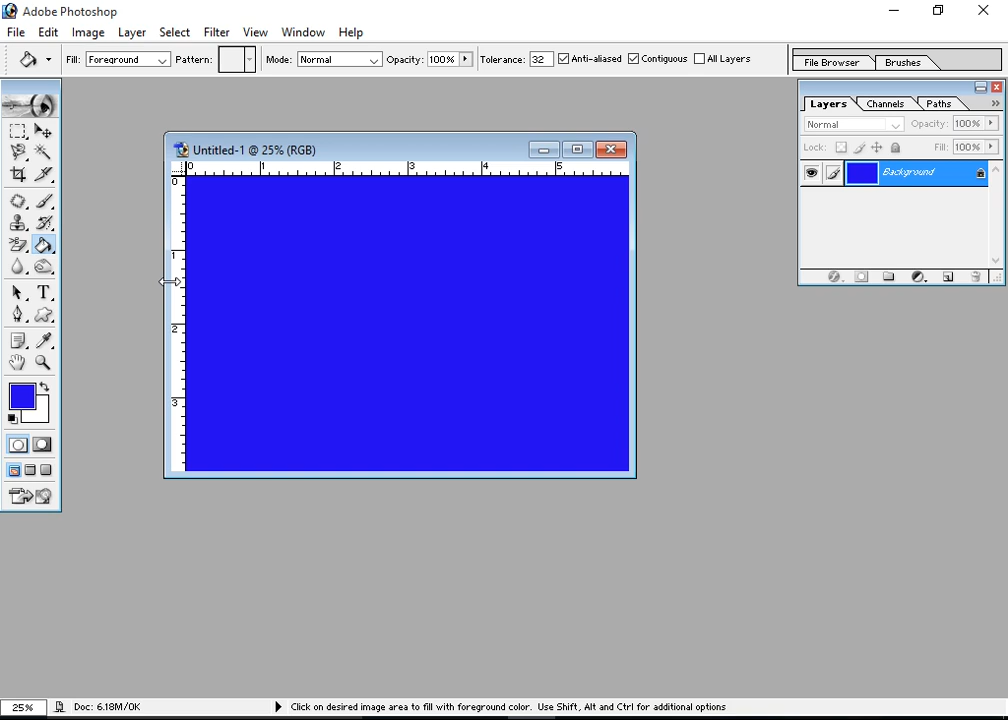 Adobe Photoshop
File Edit Image Layer Select Filter View Window Help
Fill: Foreground Pattern: Mode: Normal Opacity: 100% Tolerance: 32 Anti-aliased Contiguous All Layers File Browser Brushes
Layers Channels Paths
Normal Opacity: 100%
Lock: Fill: 100%
Background
Untitled-1 @ 25% (RGB)
0 1 2 3 4 5
0
1
2
3
T
25% Doc: 6.18M/0K Click on desired image area to fill with foreground color. Use Shift, Alt and Ctrl for additional options